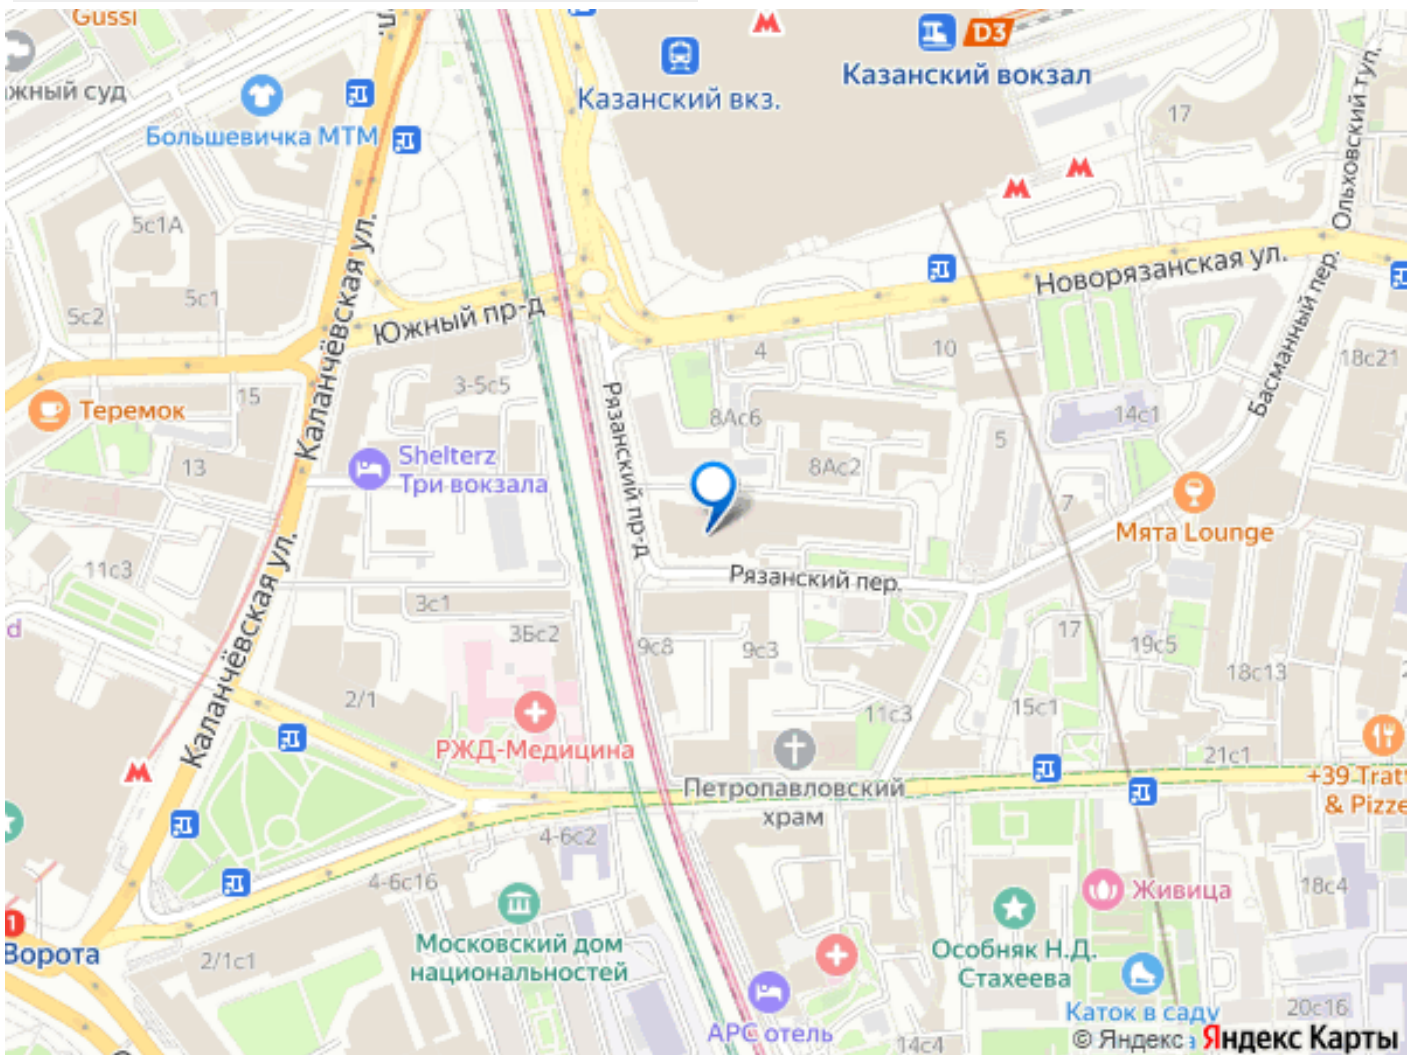 Gussi
D3
Казанский вокзал
Казанский вкз.
жный суд
Большевичка МТМ
17
Ольховский туп.
5с1А
Каланчёвская ул.
Новорязанская ул.
5с1
5с2
Южный пр-д
Басманный пер.
4
10
18с21
3-5с5
15
Теремок
Рязанский пр-д
8Ас6
14с1
5
13
Shelterz
Три вокзала
8Ас2
7
Мята Lounge
11с3
Рязанский пер.
Каланчёвская ул.
3с1
d
3Бс2
9с8
9с3
17
19с5
18с13
2/1
11с3
15с1
РЖД-Медицина
21с1
Петропавловский
храм
+39 Tratt
& Pizze
4-6с2
4-6с16
18с4
Живица
1
Ворота
2/1с1
Московский дом
национальностей
Особняк Н.Д.
Стахеева
Каток в саду
20с16
АРС отель
14с4
© Яндекс
Яндекс Карты